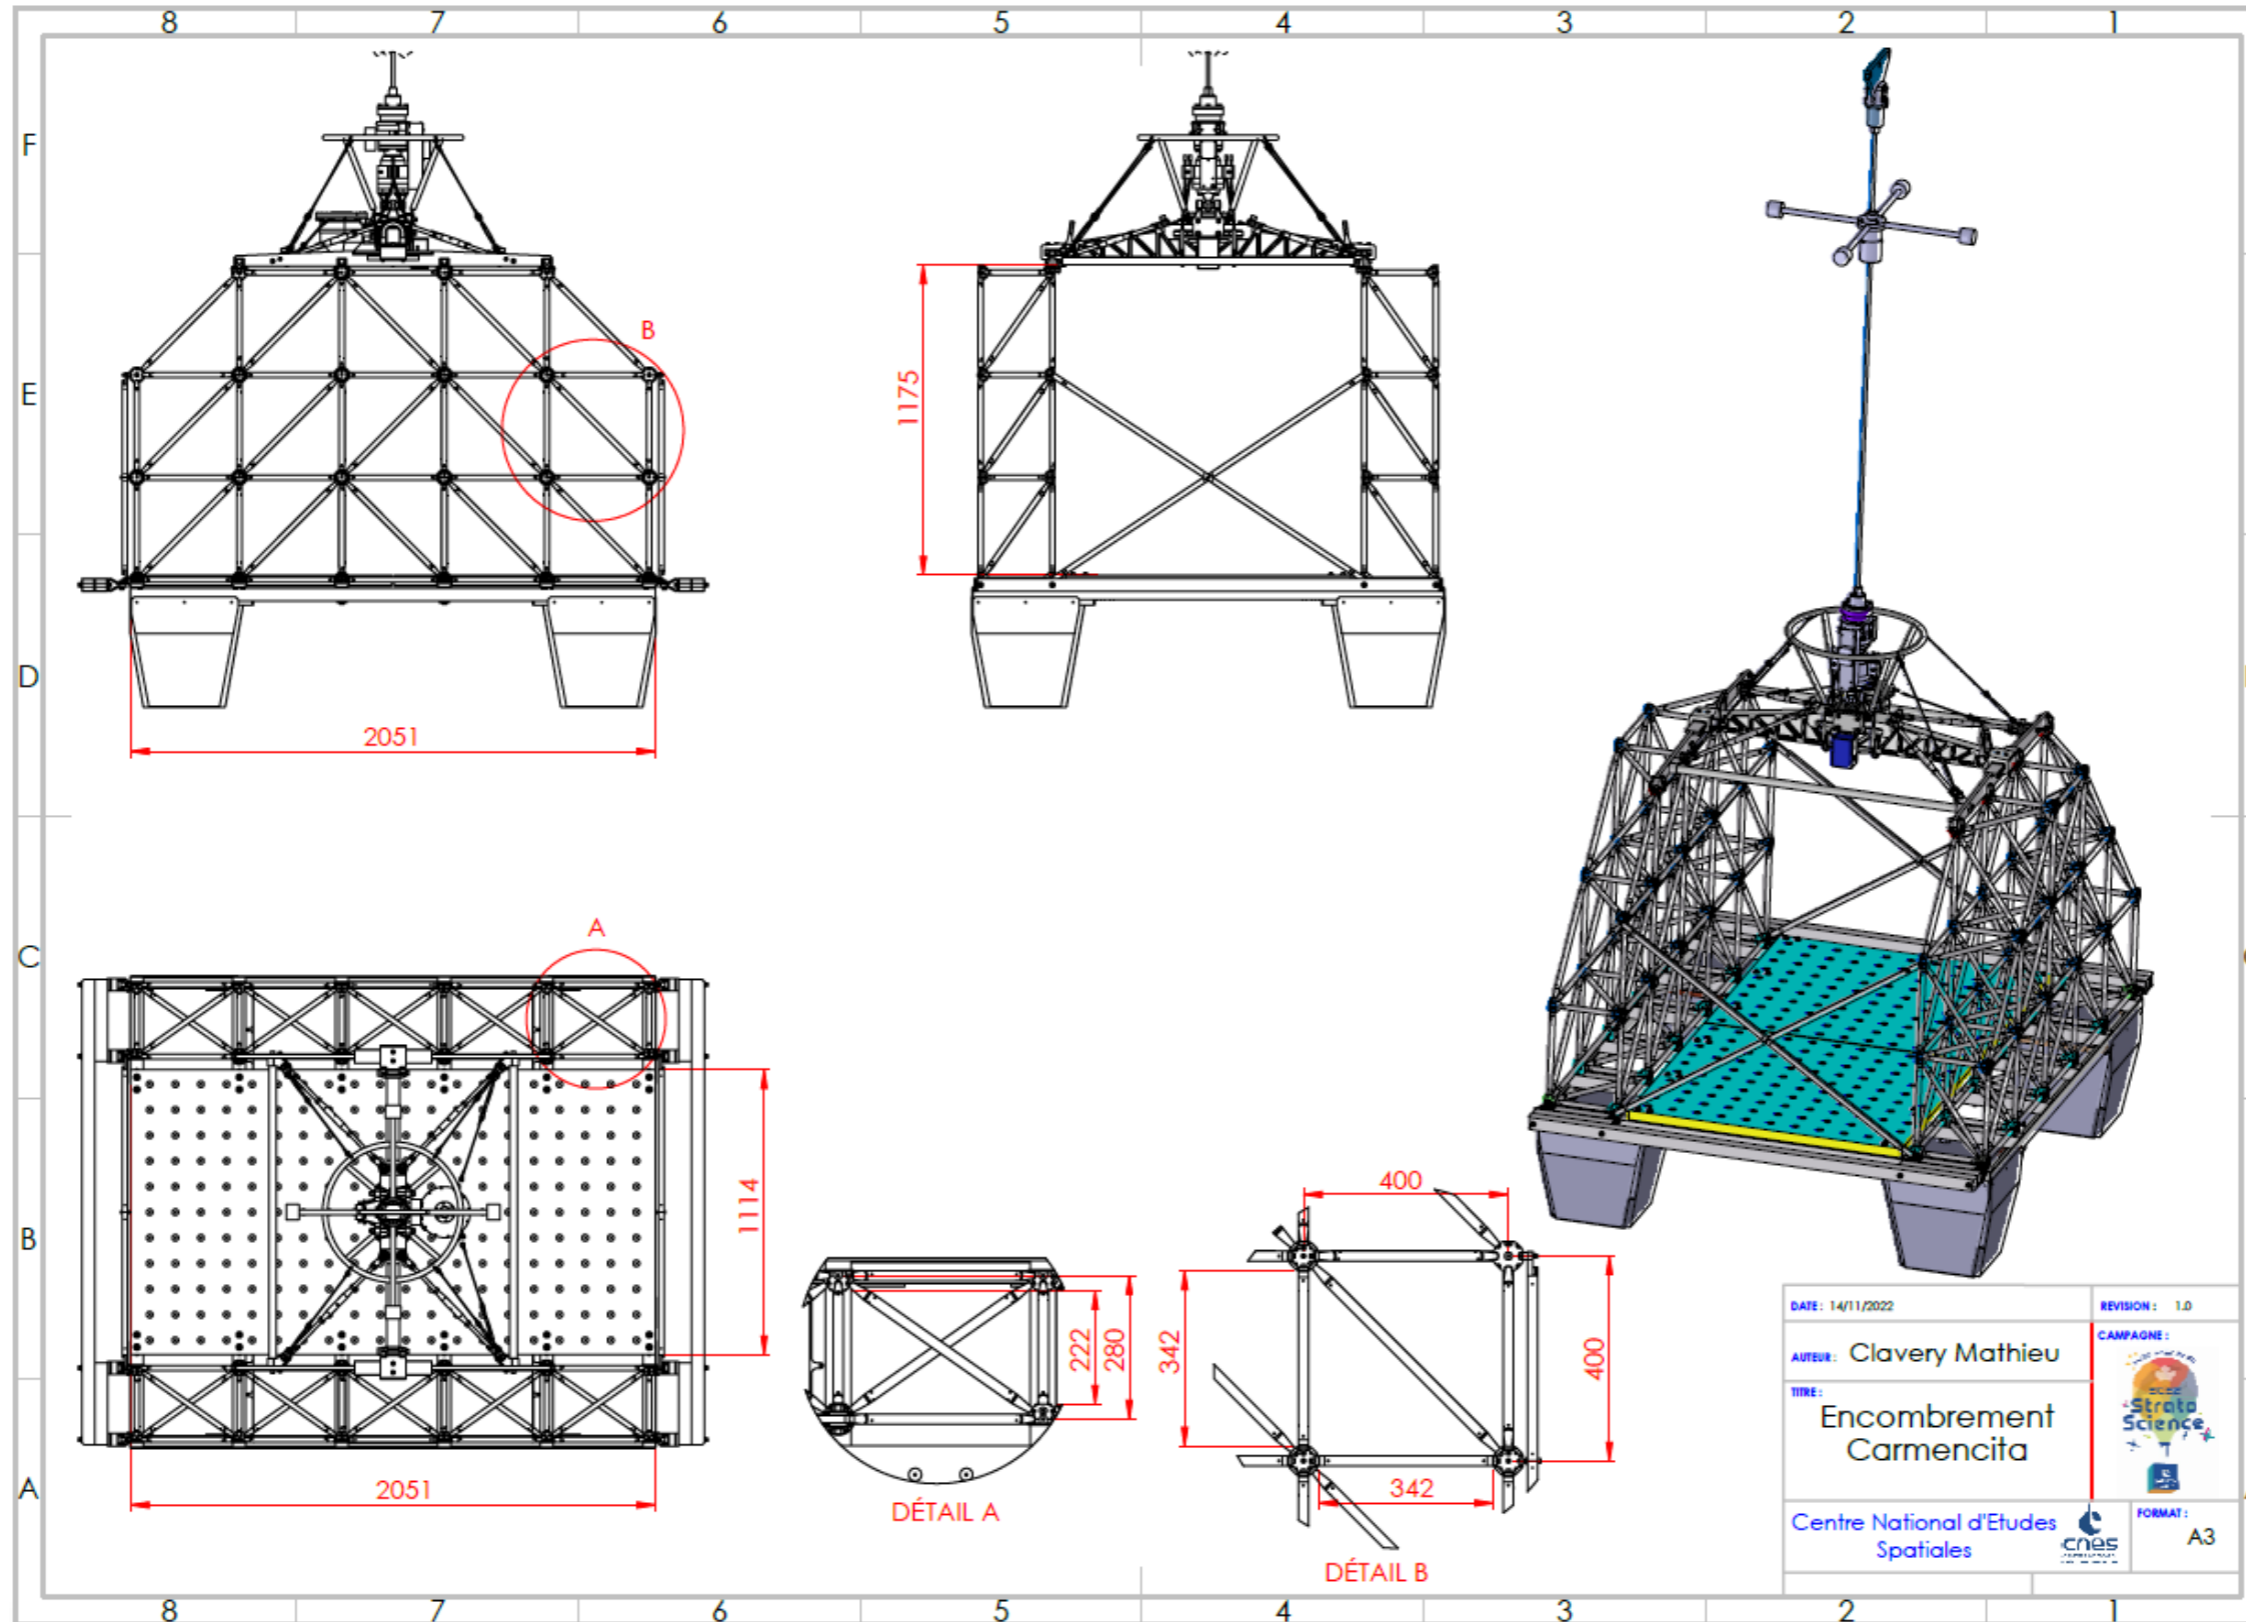 8 7 6 5 4 3 2 1
F
E
D
C
B
A
B
1175
2051
A
1114
2051
222
280
DÉTAIL A
400
342
400
342
DÉTAIL B
DATE : 14/11/2022
REVISION : 1.0
AUTEUR : Clavery Mathieu
CAMPAGNE :
Strato
Science
TITRE :
Encombrement
Carmencita
Centre National d'Etudes
Spatiales
cnes
FORMAT :
A3
8 7 6 5 4 3 2 1